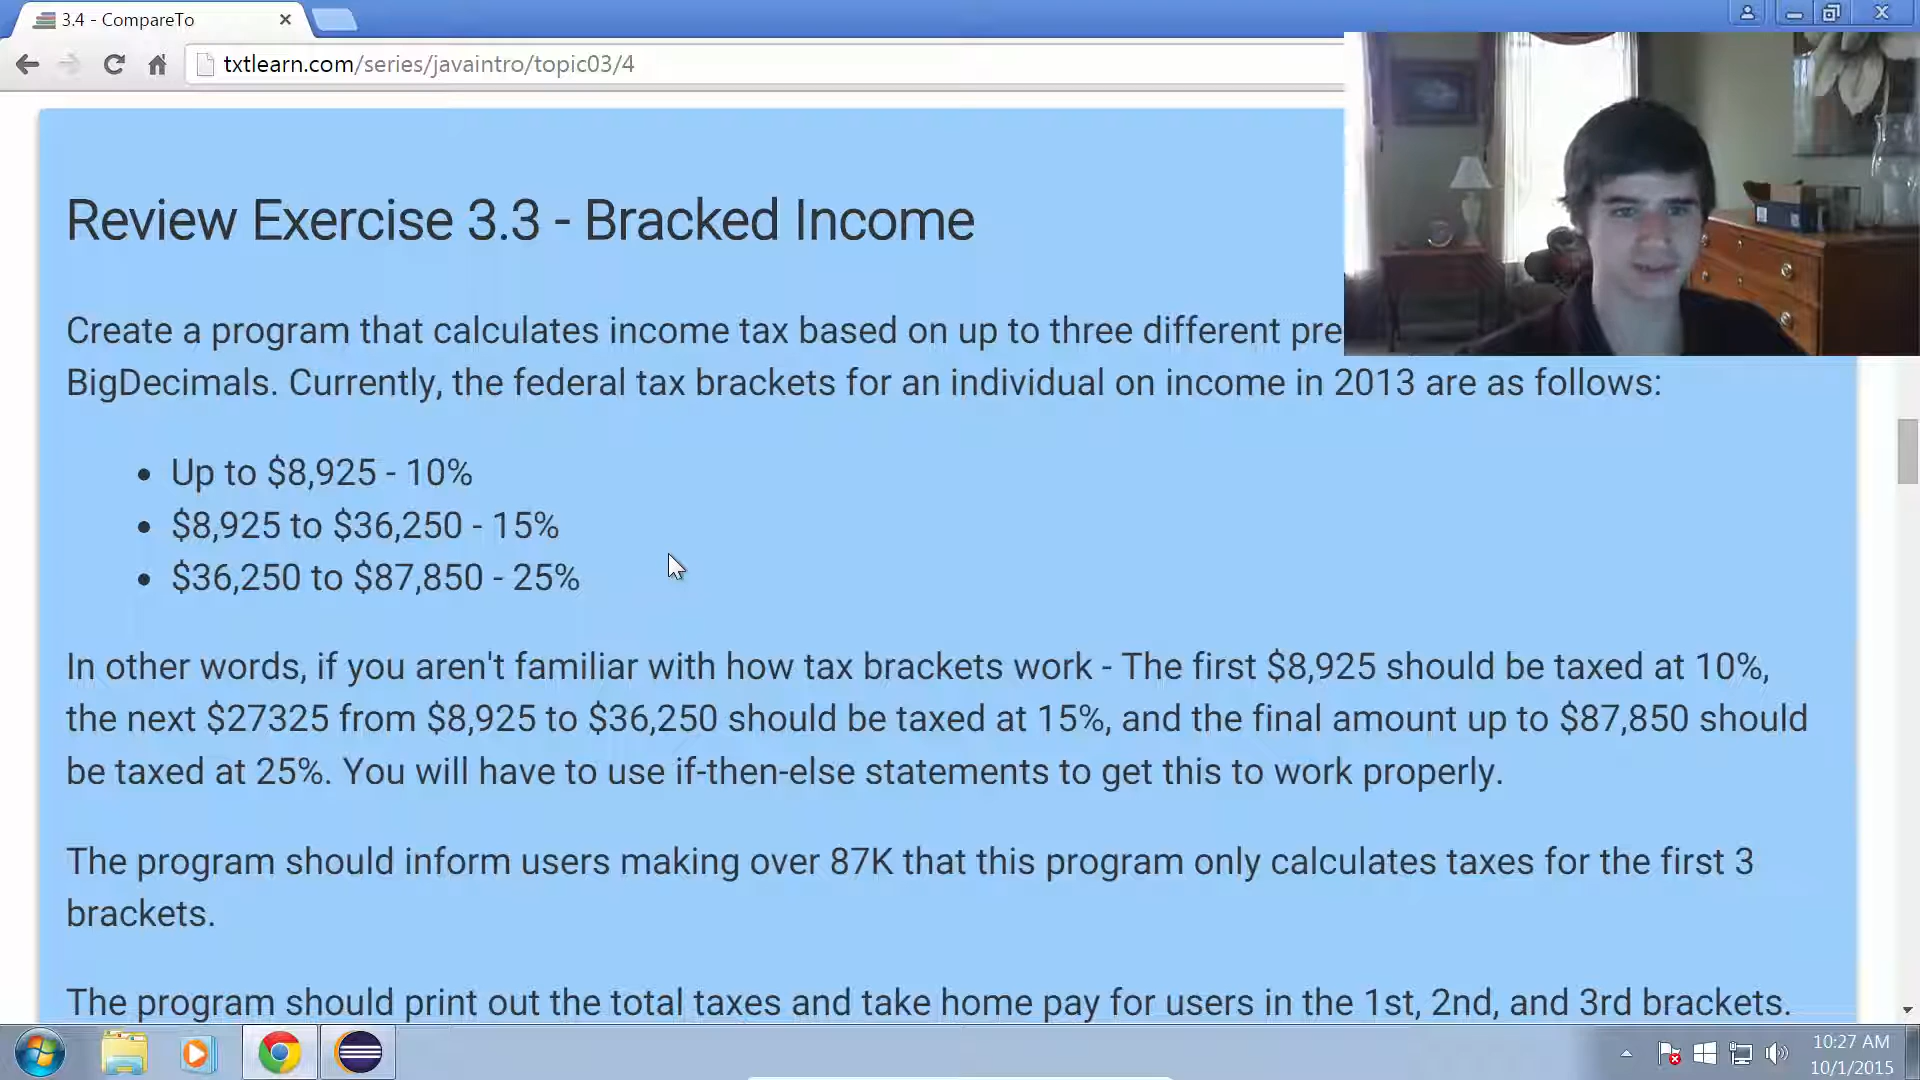 3.4 - CompareTo
txtlearn.com/series/javaintro/topic03/4
Review Exercise 3.3 - Bracked Income
Create a program that calculates income tax based on up to three different pre
BigDecimals. Currently, the federal tax brackets for an individual on income in 2013 are as follows:
• Up to $8,925 - 10%
• $8,925 to $36,250 - 15%
• $36,250 to $87,850 - 25%
In other words, if you aren't familiar with how tax brackets work - The first $8,925 should be taxed at 10%,
the next $27325 from $8,925 to $36,250 should be taxed at 15%, and the final amount up to $87,850 should
be taxed at 25%. You will have to use if-then-else statements to get this to work properly.
The program should inform users making over 87K that this program only calculates taxes for the first 3
brackets.
The program should print out the total taxes and take home pay for users in the 1st, 2nd, and 3rd brackets.
10:27 AM
10/1/2015